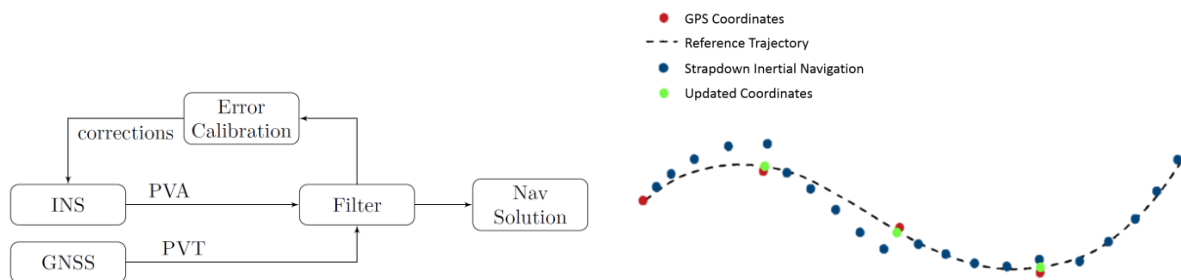 Error
Calibration
corrections
INS
PVA
Filter
Nav
Solution
GNSS
PVT
GPS Coordinates
Reference Trajectory
Strapdown Inertial Navigation
Updated Coordinates